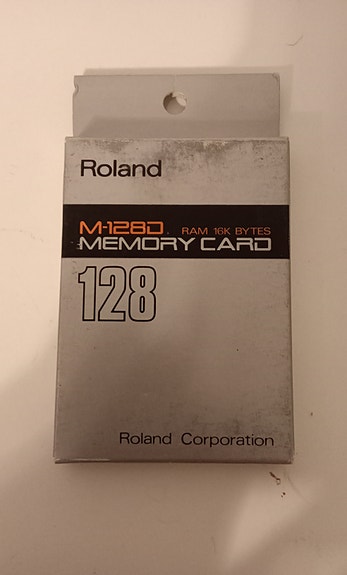 Roland
M-128D RAM 16K BYTES
MEMORY CARD
128
Roland Corporation